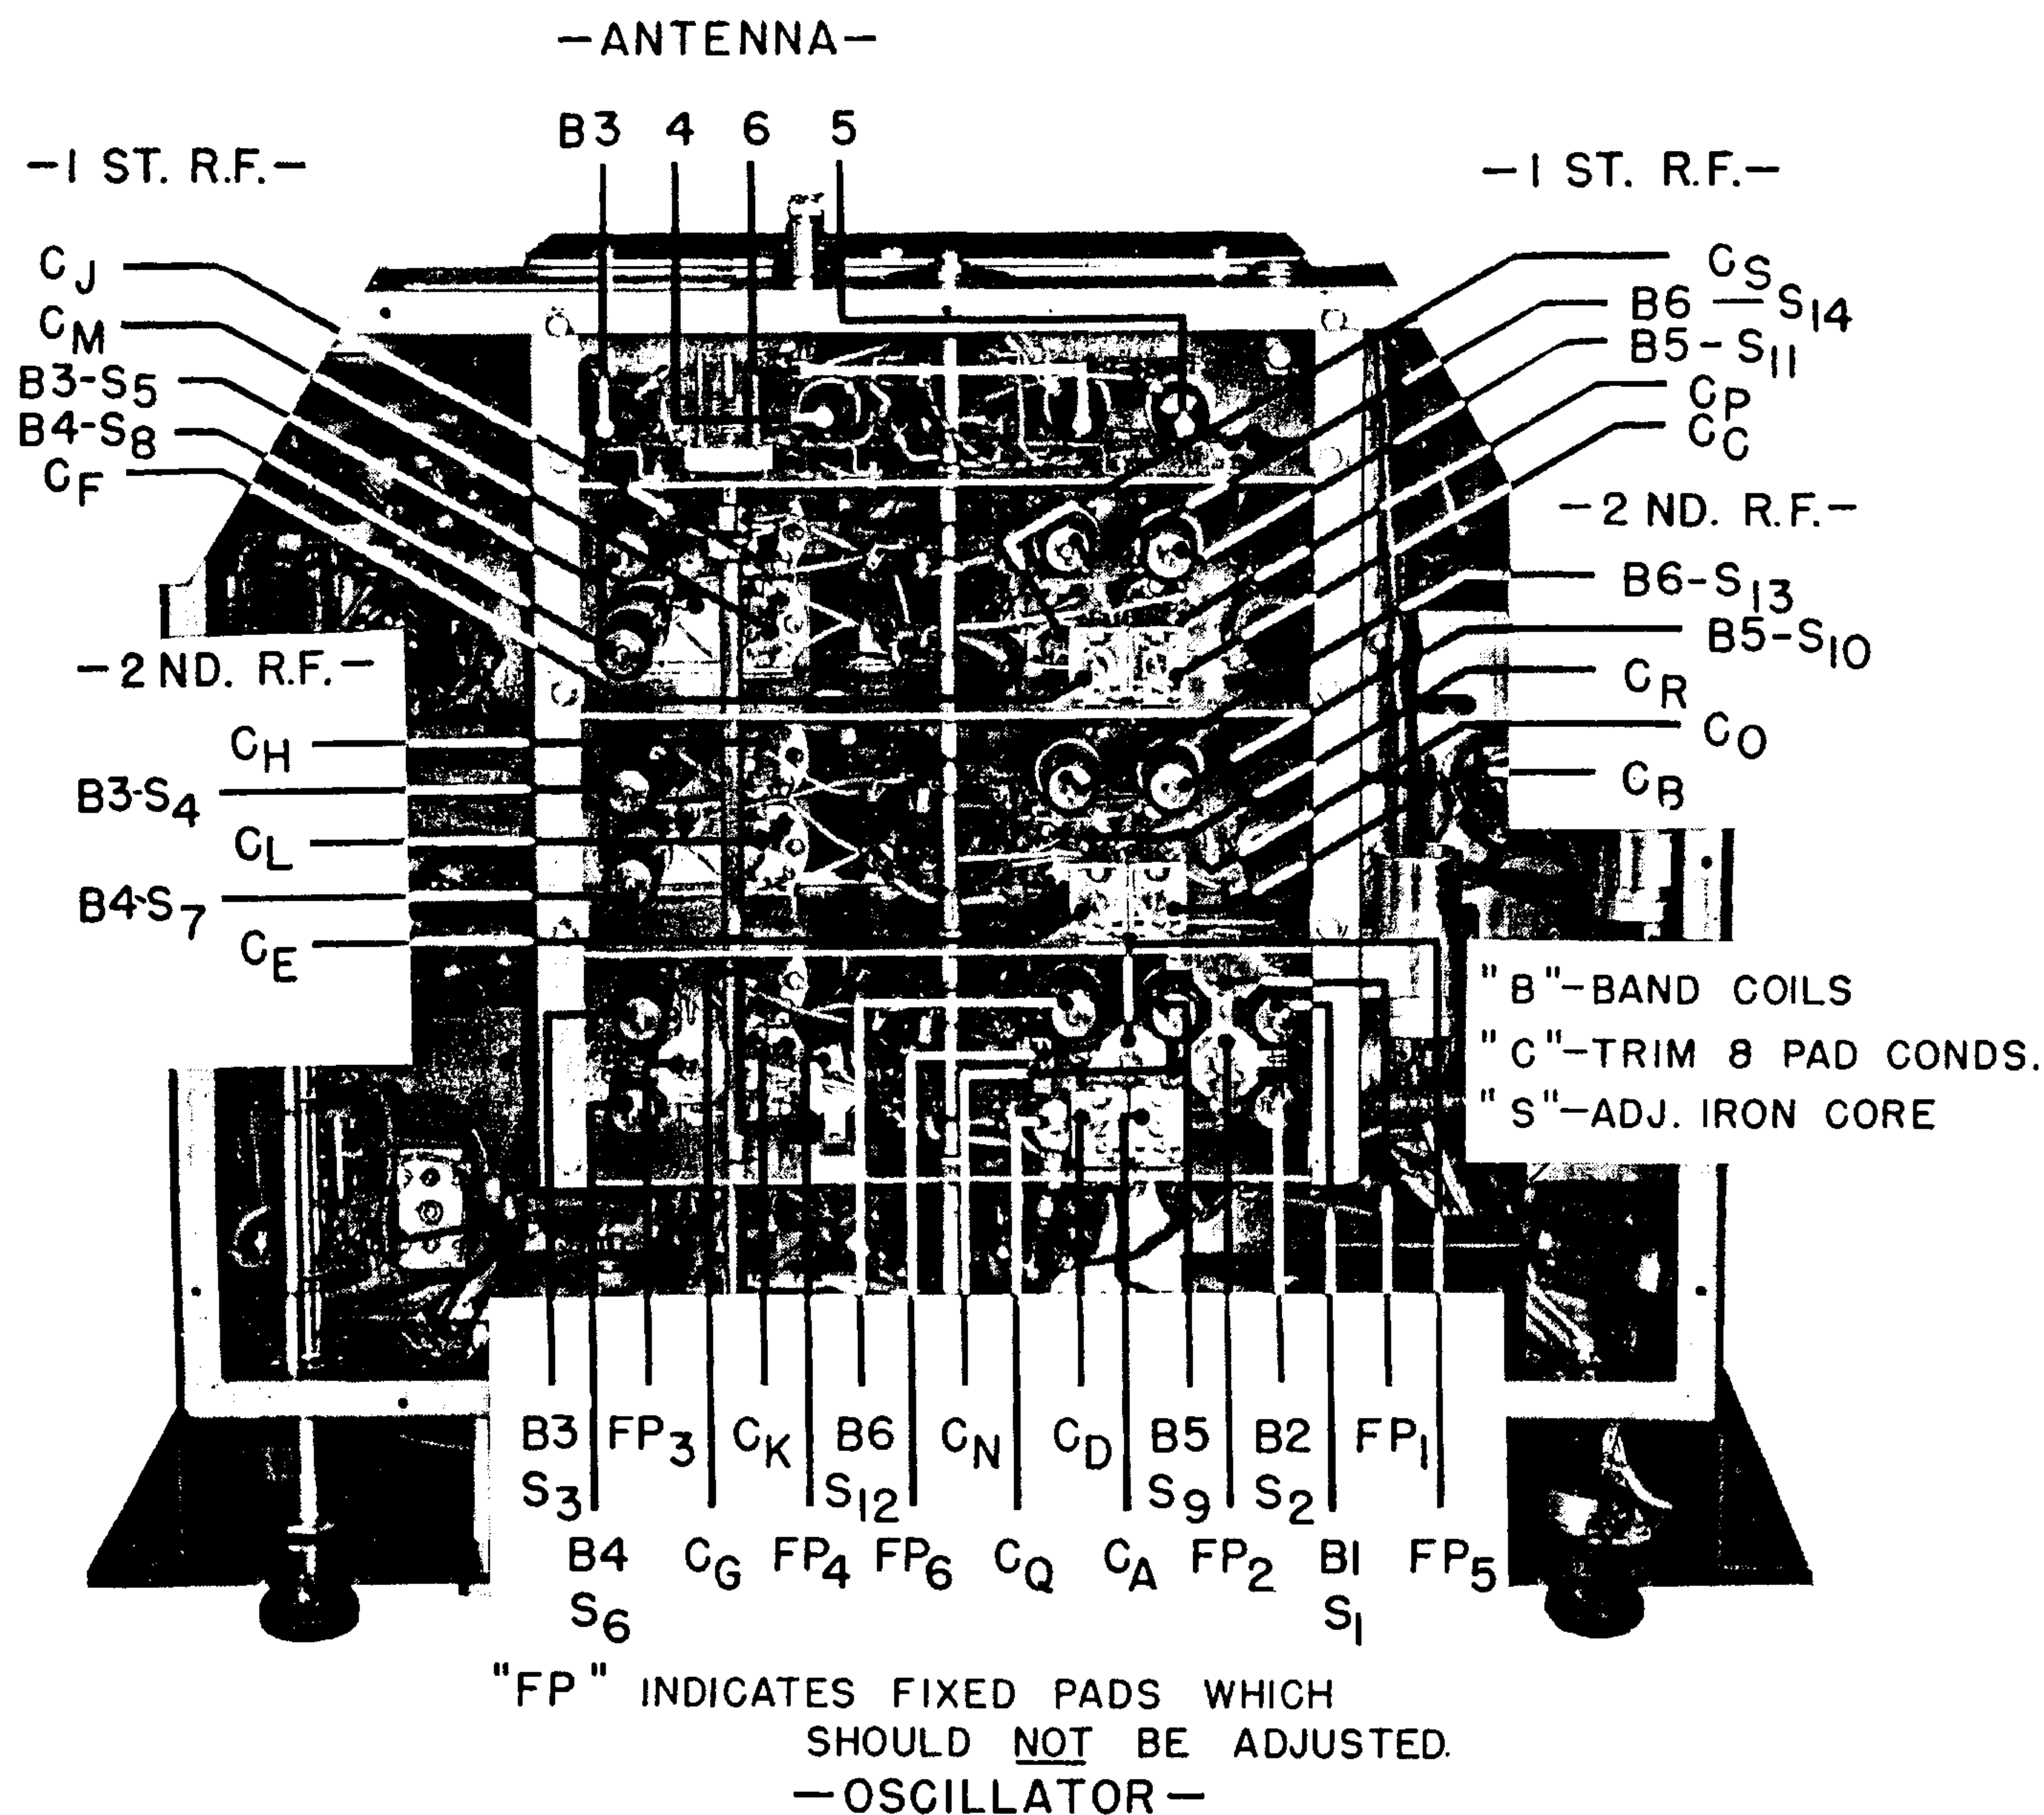 —ANTENNA—
B3 4 6 5
—1 ST. R.F.—
CJ
CM
B3-S5
B4-S8
CF
—2 ND. R.F.—
CH
B3-S4
CL
B4-S7
CE
—1 ST. R.F.—
CS
B6 — S14
B5-S11
CP
CC
—2 ND. R.F.—
B6-S13
B5-S10
CR
CO
CB
"B"-BAND COILS
"C"-TRIM 8 PAD CONDS.
"S"-ADJ. IRON CORE
B3 FP3 CK B6 CN CD B5 B2 FP1
S3 S12 S9 S2
B4 CG FP4 FP6 CQ CA FP2 B1 FP5
S6 S1
"FP" INDICATES FIXED PADS WHICH
SHOULD NOT BE ADJUSTED.
—OSCILLATOR—